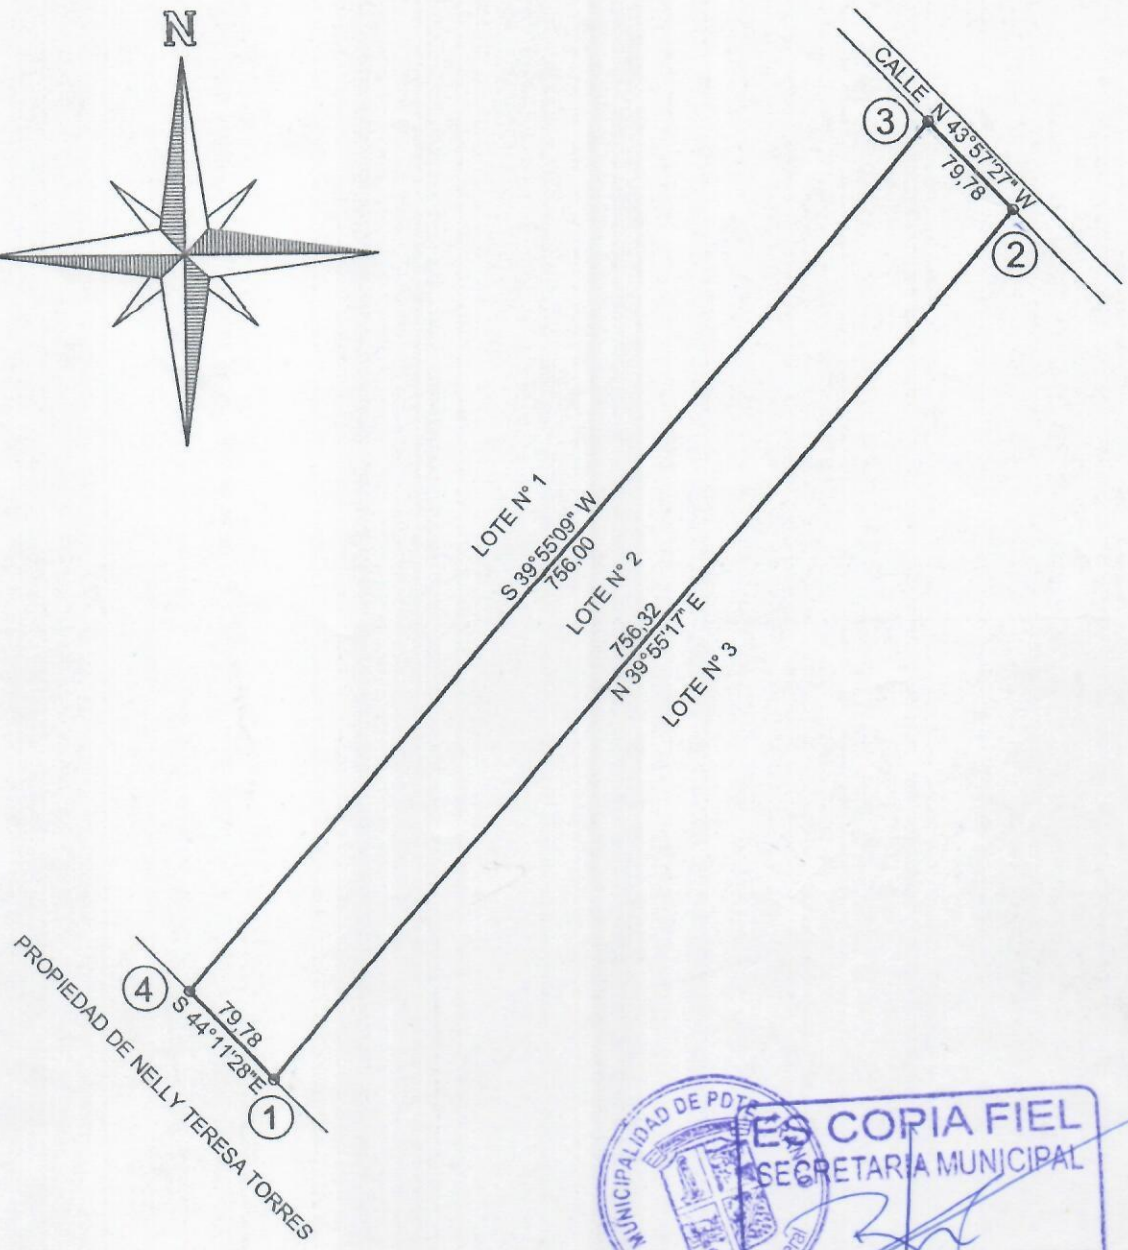 N
CALLE
N 43°57'27" W
79,78
3
2
LOTE N° 1
S 39°55'09" W
756,00
LOTE N° 2
756,32
N 39°55'17" E
LOTE N° 3
4
79,78
S 44°11'28"E
1
PROPIEDAD DE NELLY TERESA TORRES
MUNICIPALIDAD DE PDTE
ES COPIA FIEL
SECRETARIA MUNICIPAL